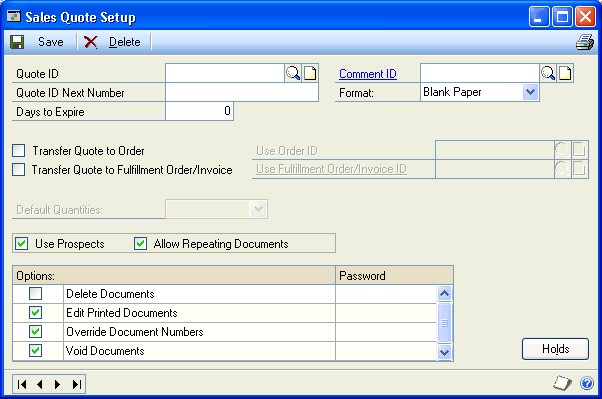 Sales Quote Setup
Save Delete
Quote ID Comment ID
Quote ID Next Number Format: Blank Paper
Days to Expire 0
Transfer Quote to Order Use Order ID
Transfer Quote to Fulfillment Order/Invoice Use Fulfillment Order/Invoice ID
Default Quantities:
Use Prospects Allow Repeating Documents
Options: Password
Delete Documents
Edit Printed Documents
Override Document Numbers
Void Documents
Holds